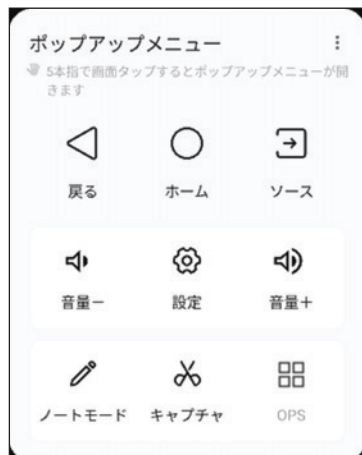 ポップアップメニュー
5本指で画面タップするとポップアップメニューが開
きます
戻る ホーム ソース
音量－ 設定 音量＋
ノートモード キャプチャ OPS